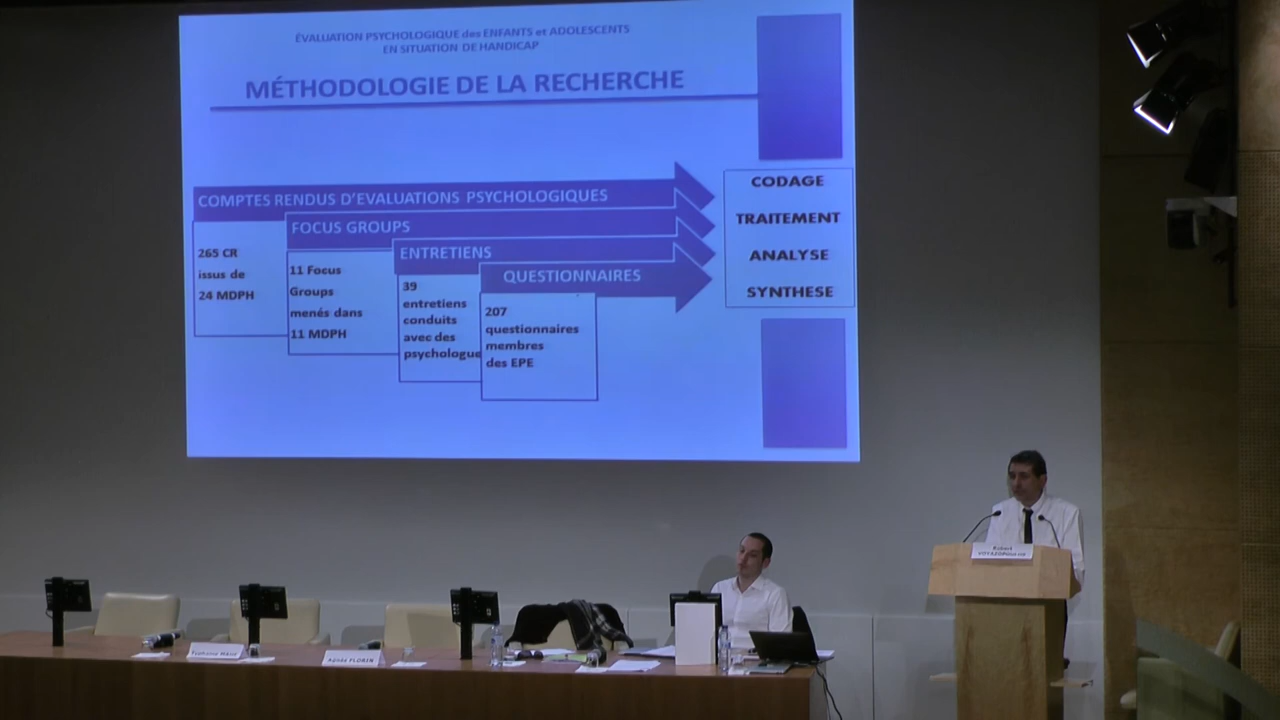 ÉVALUATION PSYCHOLOGIQUE des ENFANTS et ADOLESCENTS
EN SITUATION DE HANDICAP
MÉTHODOLOGIE DE LA RECHERCHE
COMPTES RENDUS D'EVALUATIONS PSYCHOLOGIQUES
265 CR
issus de
24 MDPH
FOCUS GROUPS
11 Focus
Groups
menés dans
11 MDPH
ENTRETIENS
39
entretiens
conduits
avec des
psychologue
QUESTIONNAIRES
207
questionnaires
membres
des EPE
CODAGE
TRAITEMENT
ANALYSE
SYNTHESE
Robert
Agnès FLORIN